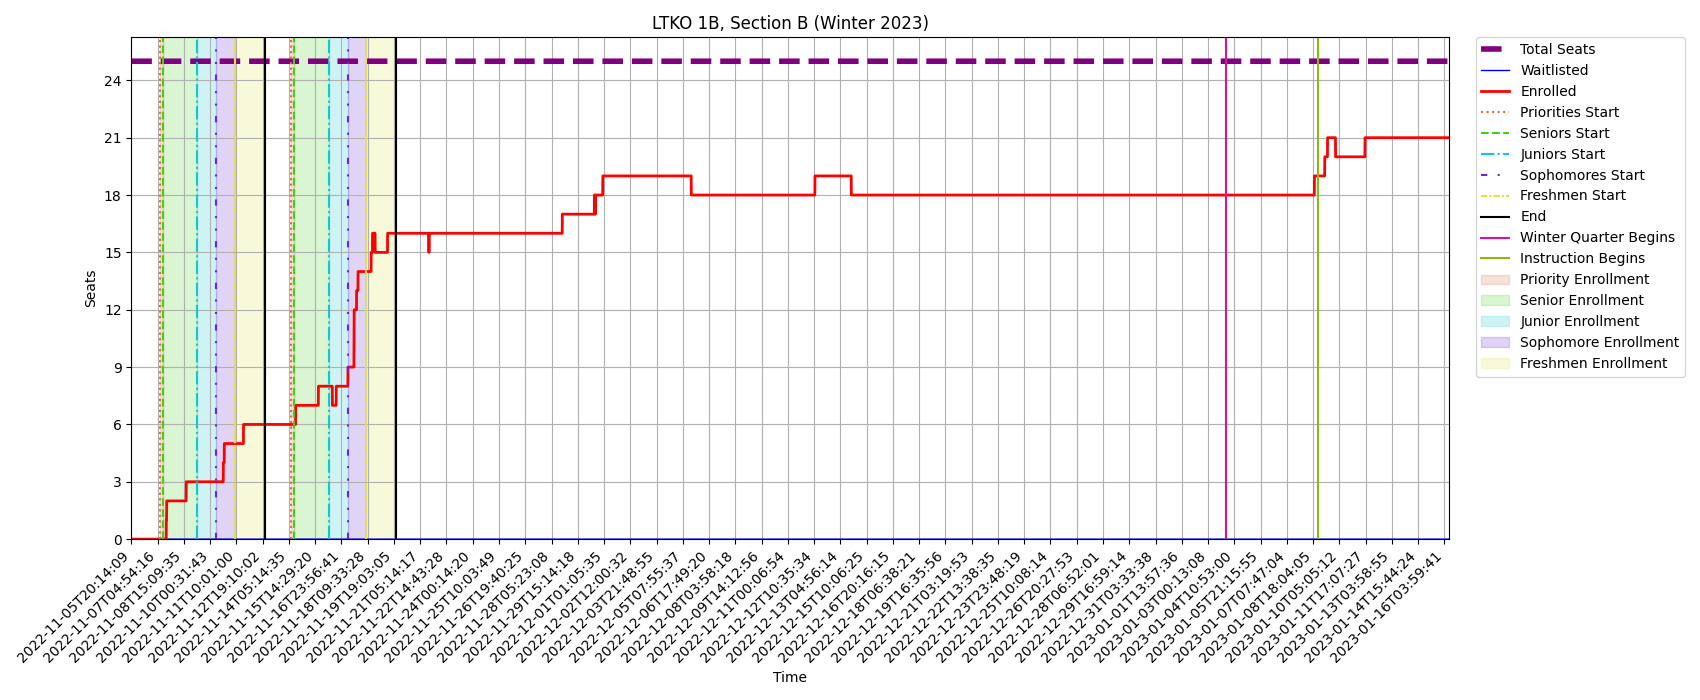 LTKO 1B, Section B (Winter 2023)
Total Seats
Waitlisted
Enrolled
Priorities Start
Seniors Start
Juniors Start
Sophomores Start
Freshmen Start
End
Winter Quarter Begins
Instruction Begins
Priority Enrollment
Senior Enrollment
Junior Enrollment
Sophomore Enrollment
Freshmen Enrollment
Seats
24
21
18
15
12
9
6
3
0
2022-11-05T20:14:09
2022-11-07T04:54:16
2022-11-08T15:09:35
2022-11-10T00:31:43
2022-11-11T10:01:00
2022-11-12T19:10:02
2022-11-14T05:14:35
2022-11-15T14:29:20
2022-11-16T23:56:41
2022-11-18T09:33:28
2022-11-19T19:03:05
2022-11-21T05:14:17
2022-11-22T14:43:28
2022-11-24T00:14:20
2022-11-25T10:03:49
2022-11-26T19:40:25
2022-11-28T05:23:08
2022-11-29T15:14:18
2022-12-01T01:05:35
2022-12-02T12:00:32
2022-12-03T21:48:55
2022-12-05T07:55:37
2022-12-06T17:49:20
2022-12-08T03:58:18
2022-12-09T14:12:56
2022-12-11T00:06:54
2022-12-12T10:35:34
2022-12-13T04:56:14
2022-12-15T10:06:25
2022-12-16T20:16:15
2022-12-18T06:38:21
2022-12-19T16:35:56
2022-12-21T03:19:53
2022-12-22T13:38:35
2022-12-23T23:48:19
2022-12-25T10:08:14
2022-12-26T20:27:53
2022-12-28T06:52:01
2022-12-29T16:59:14
2022-12-31T03:33:38
2023-01-01T13:57:36
2023-01-03T00:13:08
2023-01-04T10:53:00
2023-01-05T21:15:55
2023-01-07T07:47:04
2023-01-08T18:04:05
2023-01-10T05:05:12
2023-01-11T17:07:27
2023-01-13T03:58:55
2023-01-14T15:44:24
2023-01-16T03:59:41
Time